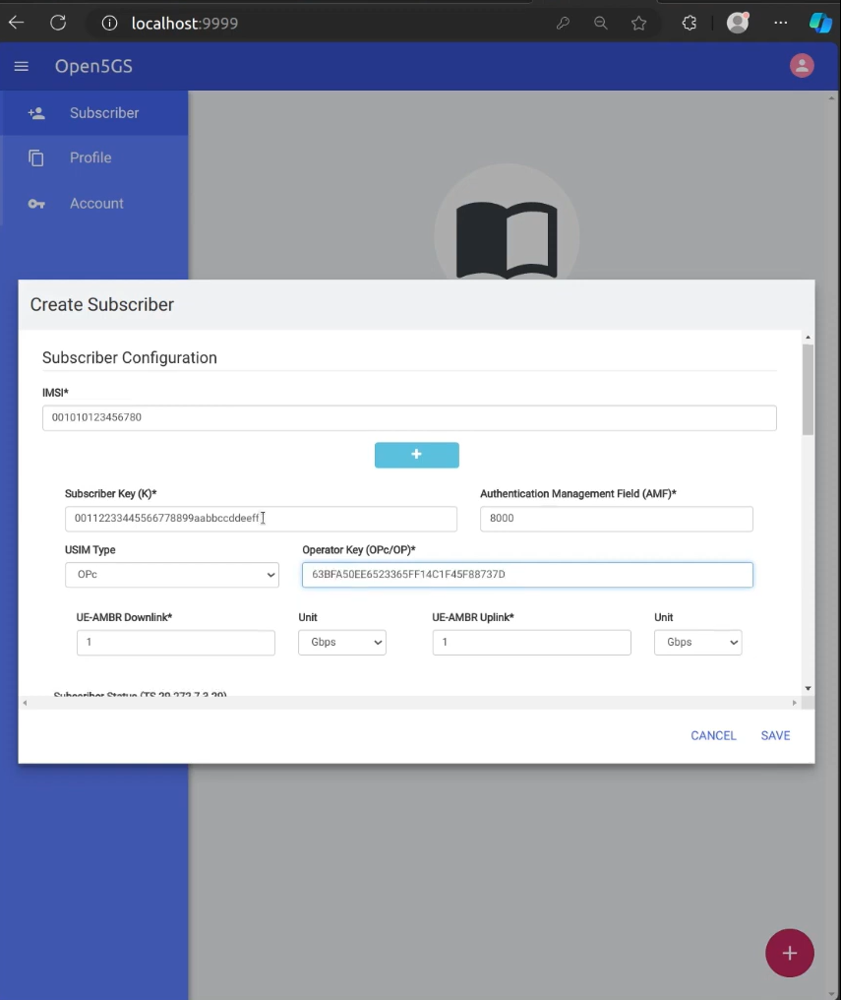 localhost:9999
Open5GS
Subscriber
Profile
Account
Create Subscriber
Subscriber Configuration
IMSI*
001010123456780
+
Subscriber Key (K)* Authentication Management Field (AMF)*
00112233445566778899aabbccddeeff 8000
USIM Type Operator Key (OPc/OP)*
OPc 63BFA50EE6523365FF14C1F45F88737D
UE-AMBR Downlink* Unit UE-AMBR Uplink* Unit
1 Gbps 1 Gbps
Subscriber Status (TS 29.272 7.3.29)
CANCEL SAVE
+